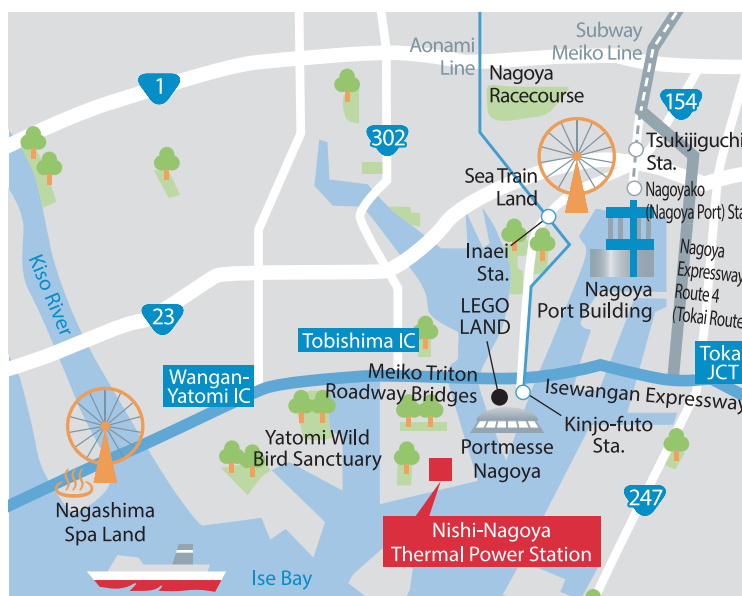 Subway
Meiko Line
Aonami
Line
Nagoya
Racecourse
1
154
302
Tsukijiguchi
Sta.
Sea Train
Land
Nagoyako
(Nagoya Port) Sta
Inaei
Sta.
Kiso River
Nagoya
Expressway
Route 4
(Tokai Route
Nagoya
Port Building
LEGO
LAND
23
Tobishima IC
Toka
JCT
Wangan-
Yatomi IC
Meiko Triton
Roadway Bridges
Isewangan Expressway
Yatomi Wild
Bird Sanctuary
Portmesse
Nagoya
Kinjo-futo
Sta.
247
Nagashima
Spa Land
Nishi-Nagoya
Thermal Power Station
Ise Bay